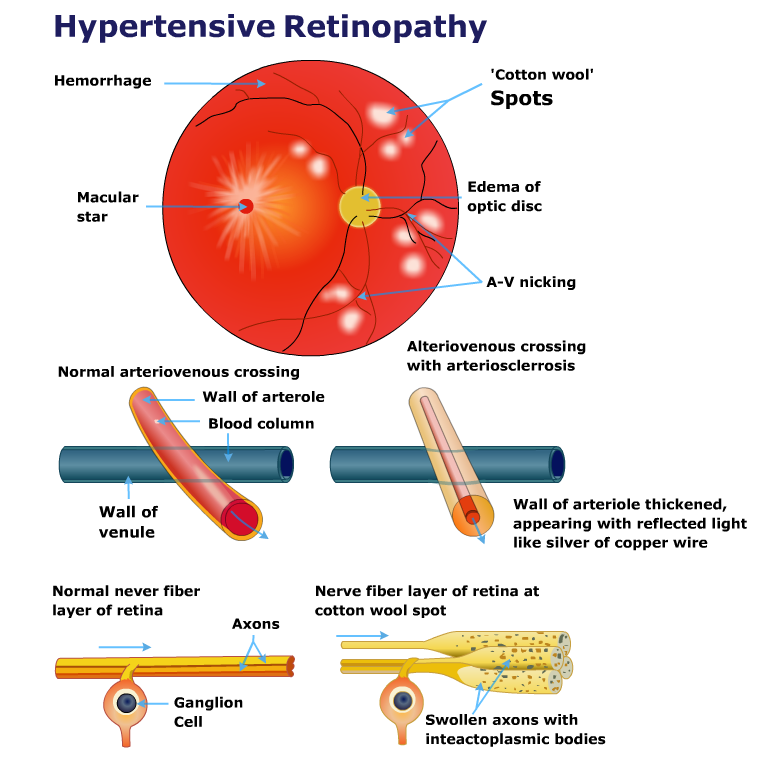 Hypertensive Retinopathy
Hemorrhage
'Cotton wool'
Spots
Macular
star
Edema of
optic disc
A-V nicking
Normal arteriovenous crossing
Wall of arterole
Blood column
Wall of
venule
Alteriovenous crossing
with arteriosclerrosis
Wall of arteriole thickened,
appearing with reflected light
like silver of copper wire
Normal never fiber
layer of retina
Axons
Ganglion
Cell
Nerve fiber layer of retina at
cotton wool spot
Swollen axons with
inteactoplasmic bodies